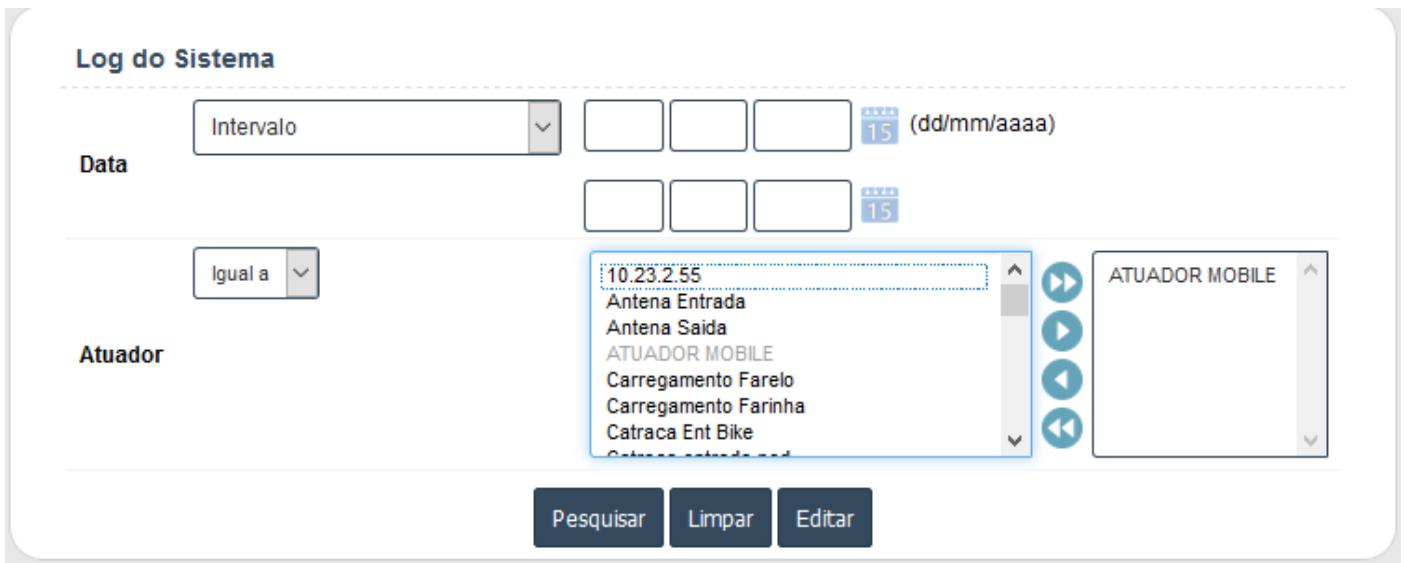 Log do Sistema
Intervalo
(dd/mm/aaaa)
15
Data
15
Igual a
10.23.2.55
Antena Entrada
Antena Saida
ATUADOR MOBILE
Carregamento Farelo
Carregamento Farinha
Catraca Ent Bike
ATUADOR MOBILE
Atuador
Pesquisar Limpar Editar